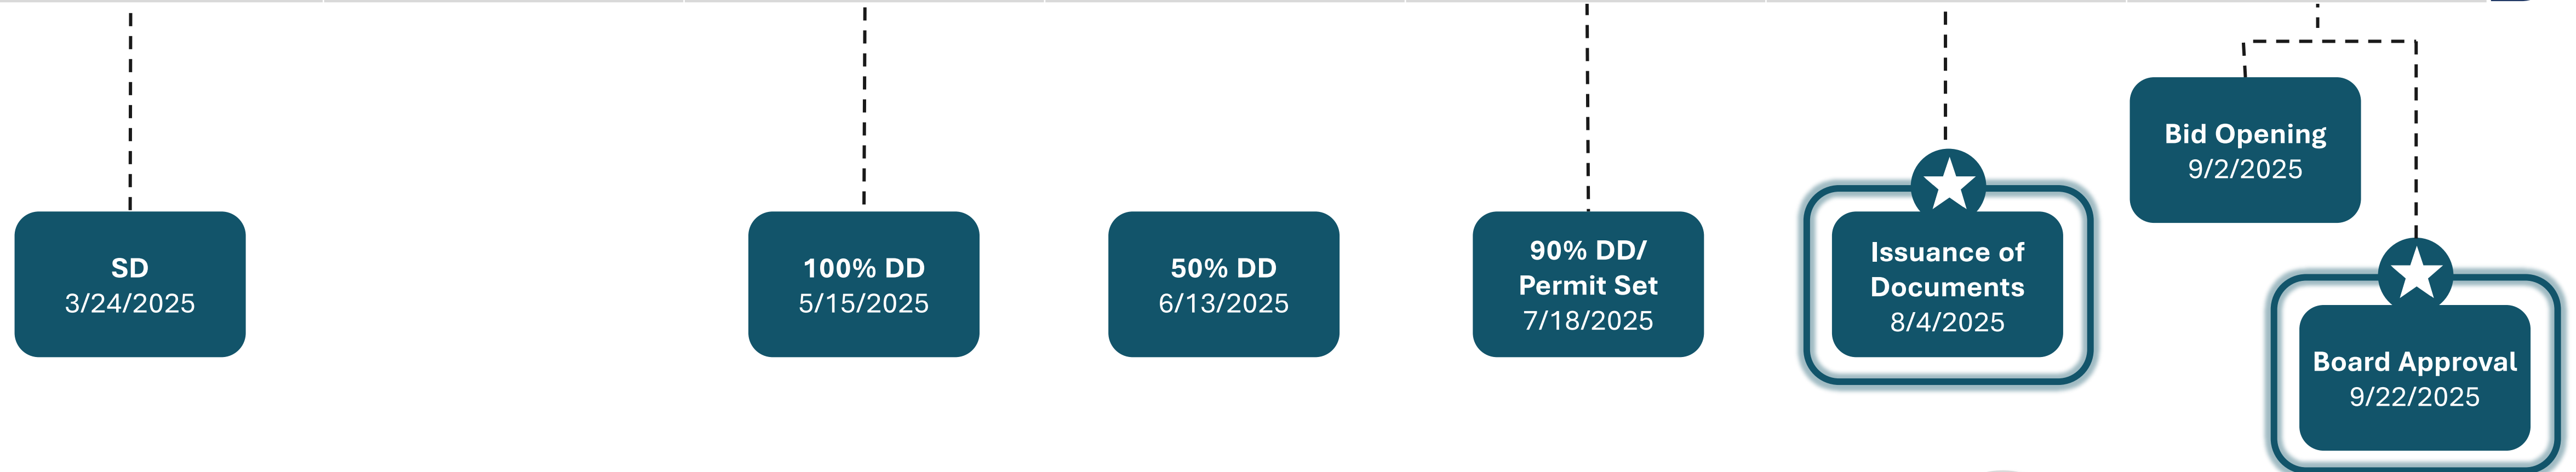 SD
3/24/2025
100% DD
5/15/2025
50% DD
6/13/2025
90% DD/
Permit Set
7/18/2025
Issuance of
Documents
8/4/2025
Bid Opening
9/2/2025
Board Approval
9/22/2025